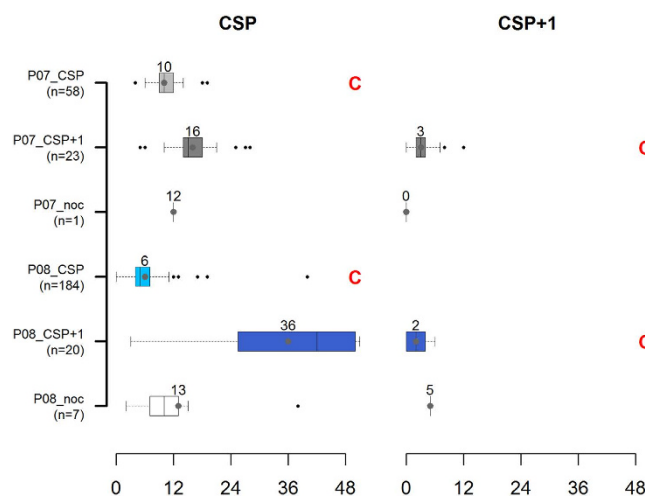 CSP CSP+1
P07_CSP
(n=58)
10
C
P07_CSP+1
(n=23)
16
3
P07_noc
(n=1)
12
0
P08_CSP
(n=184)
6
C
P08_CSP+1
(n=20)
36
2
P08_noc
(n=7)
13
5
0 12 24 36 48 0 12 24 36 48